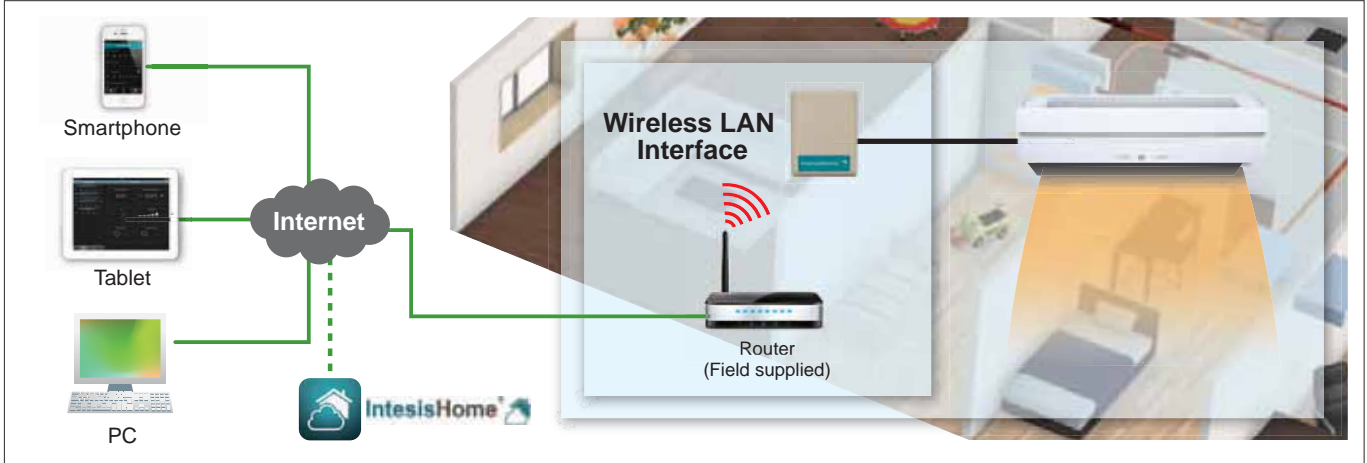 Smartphone
Tablet
PC
Internet
IntesisHome
Wireless LAN
Interface
Router
(Field supplied)